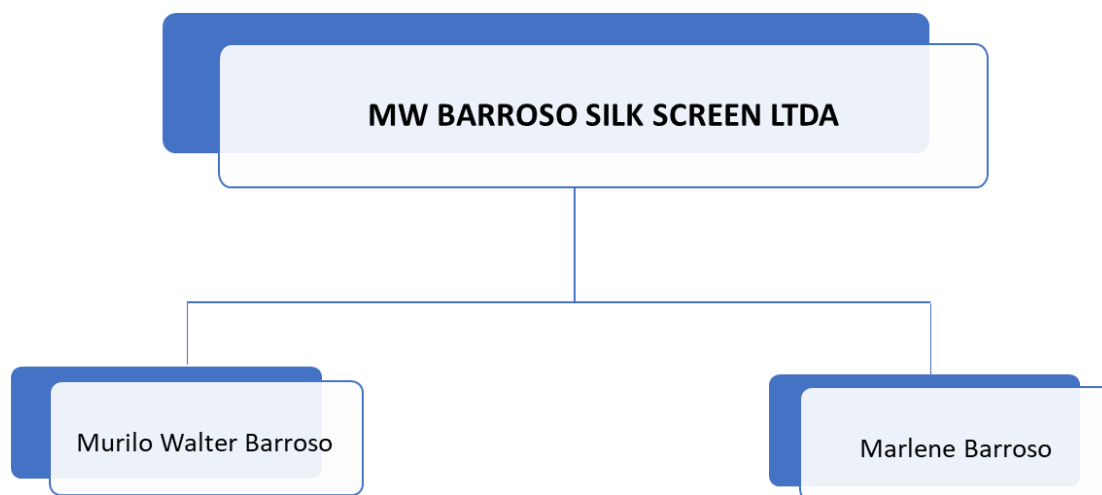 MW BARROSO SILK SCREEN LTDA
Murilo Walter Barroso
Marlene Barroso